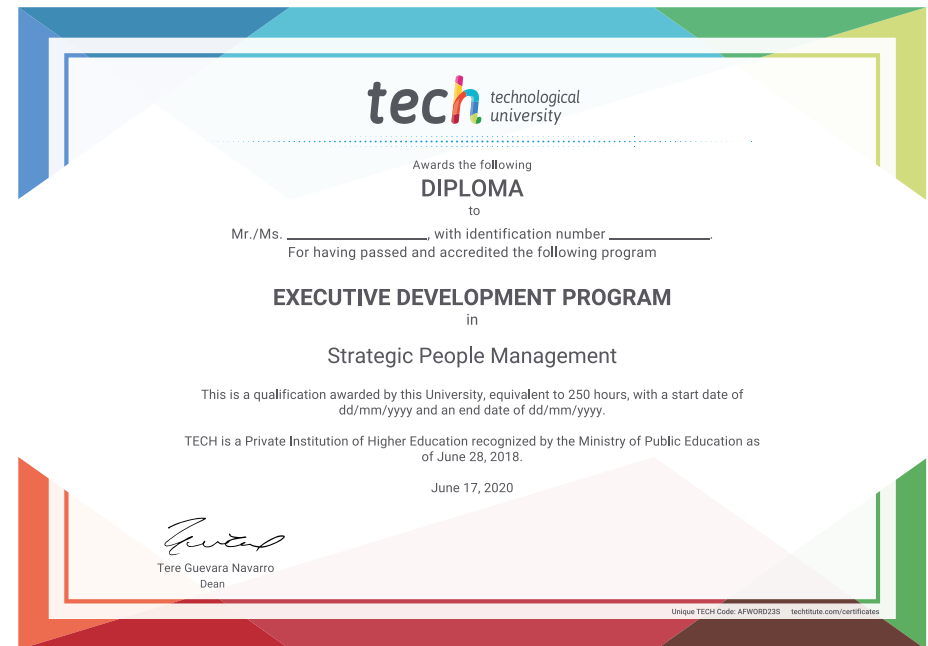 tech technological
university
Awards the following
DIPLOMA
to
Mr./Ms. ____________________, with identification number ______________.
For having passed and accredited the following program
EXECUTIVE DEVELOPMENT PROGRAM
in
Strategic People Management
This is a qualification awarded by this University, equivalent to 250 hours, with a start date of
dd/mm/yyyy and an end date of dd/mm/yyyy.
TECH is a Private Institution of Higher Education recognized by the Ministry of Public Education as
of June 28, 2018.
June 17, 2020
Tere Guevara Navarro
Dean
Unique TECH Code: AFWORD23S techtitute.com/certificates